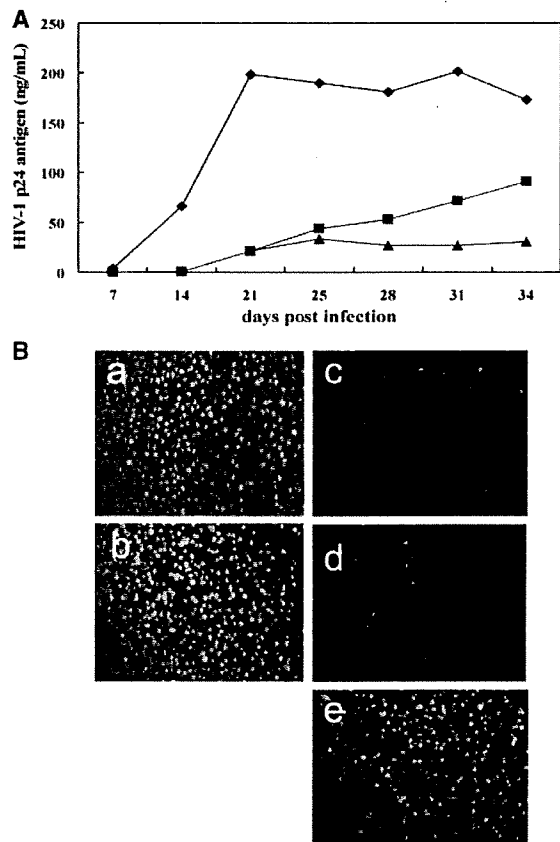 A
HIV-1 p24 antigen (ng/mL)
250
200
150
100
50
0
7 14 21 25 28 31 34
days post infection
B
a
c
b
d
e